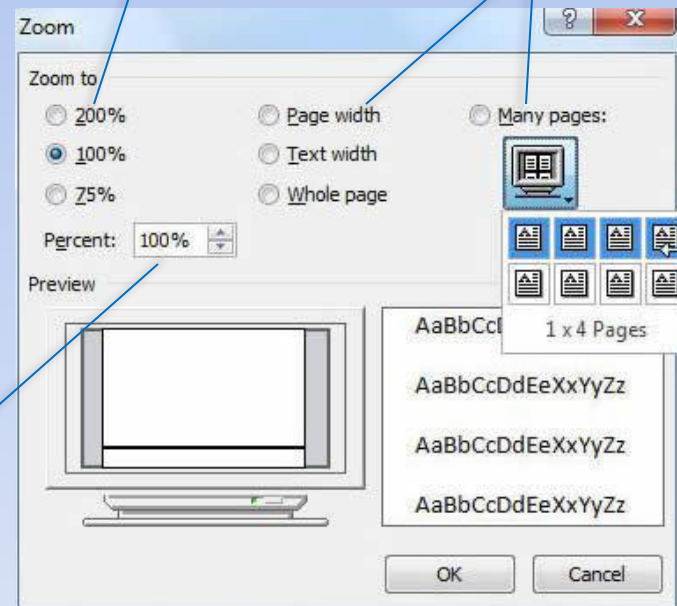 Zoom
Zoom to
200%
Page width
Many pages:
100%
Text width
75%
Whole page
Percent: 100%
Preview
1 x 4 Pages
AaBbCc
AaBbCcDdEeXxYyZz
AaBbCcDdEeXxYyZz
AaBbCcDdEeXxYyZz
OK
Cancel